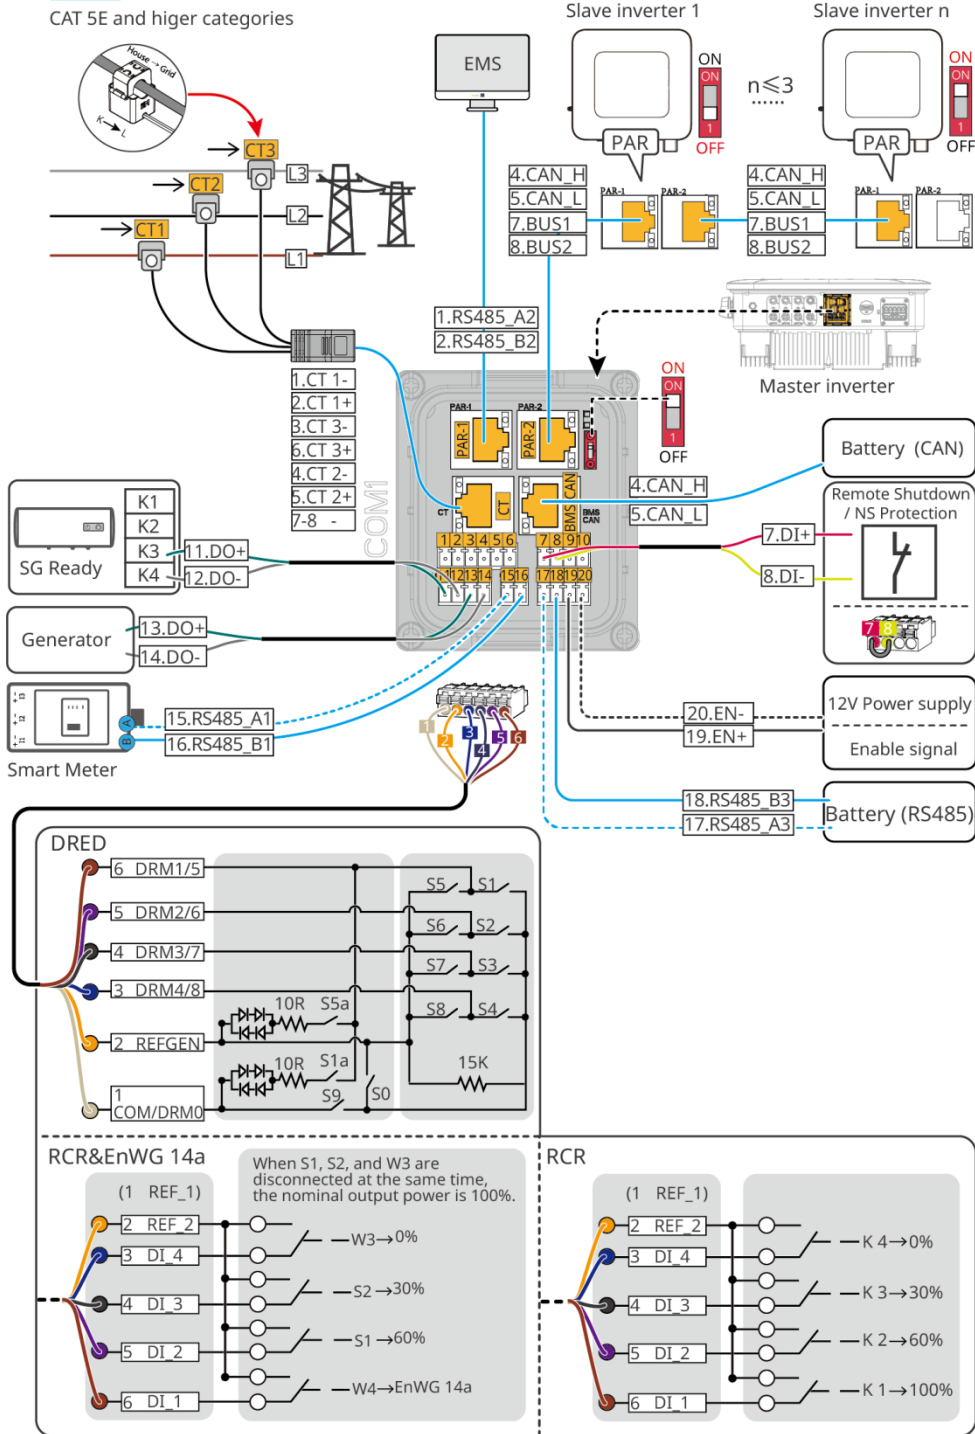 CAT 5E and higer categories
House → Grid
K → L
CT3
CT2
CT1
L3
L2
L1
EMS
1.RS485_A2
2.RS485_B2
Slave inverter 1
ON
ON
1
OFF
PAR
n≤3
......
Slave inverter n
ON
ON
1
OFF
PAR
4.CAN_H
5.CAN_L
7.BUS1
8.BUS2
PAR-1
PAR-2
4.CAN_H
5.CAN_L
7.BUS1
8.BUS2
PAR-1
PAR-2
Master inverter
ON
ON
1
OFF
1.CT 1-
2.CT 1+
3.CT 3-
6.CT 3+
4.CT 2-
5.CT 2+
7-8 -
COM1
PAR-1
PAR-1
PAR-2
PAR-2
CT
CT
BMS CAN
BMS
CAN
1 2 3 4 5 6
7 8 9 10
11 12 13 14
15 16
17 18 19 20
4.CAN_H
5.CAN_L
Battery (CAN)
Remote Shutdown
/ NS Protection
7.DI+
8.DI-
7 8
SG Ready
K1
K2
K3
K4
11.DO+
12.DO-
Generator
13.DO+
14.DO-
Smart Meter
A
B
15.RS485_A1
16.RS485_B1
1 2 3 4 5 6
20.EN-
19.EN+
12V Power supply
Enable signal
18.RS485_B3
17.RS485_A3
Battery (RS485)
DRED
6 DRM1/5
5 DRM2/6
4 DRM3/7
3 DRM4/8
2 REFGEN
1
COM/DRM0
10R S5a
10R S1a
S9
S0
S5 S1
S6 S2
S7 S3
S8 S4
15K
RCR&EnWG 14a
(1 REF_1)
2 REF_2
3 DI_4
4 DI_3
5 DI_2
6 DI_1
When S1, S2, and W3 are
disconnected at the same time,
the nominal output power is 100%.
W3→0%
S2→30%
S1→60%
W4→EnWG 14a
RCR
(1 REF_1)
2 REF_2
3 DI_4
4 DI_3
5 DI_2
6 DI_1
K 4→0%
K 3→30%
K 2→60%
K 1→100%